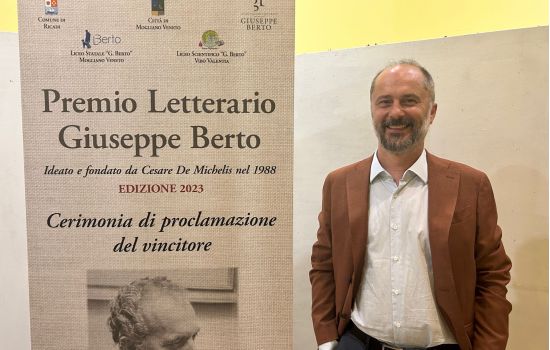 COMUNE DI
RICADI
CITTÀ DI
MOGLIANO VENETO
GIUSEPPE
BERTO
Berto
LICEO STATALE "G. BERTO"
MOGLIANO VENETO
LICEO SCIENTIFICO "G. BERTO"
VIBO VALENTIA
Premio Letterario
Giuseppe Berto
Ideato e fondato da Cesare De Michelis nel 1988
EDIZIONE 2023
Cerimonia di proclamazione
del vincitore